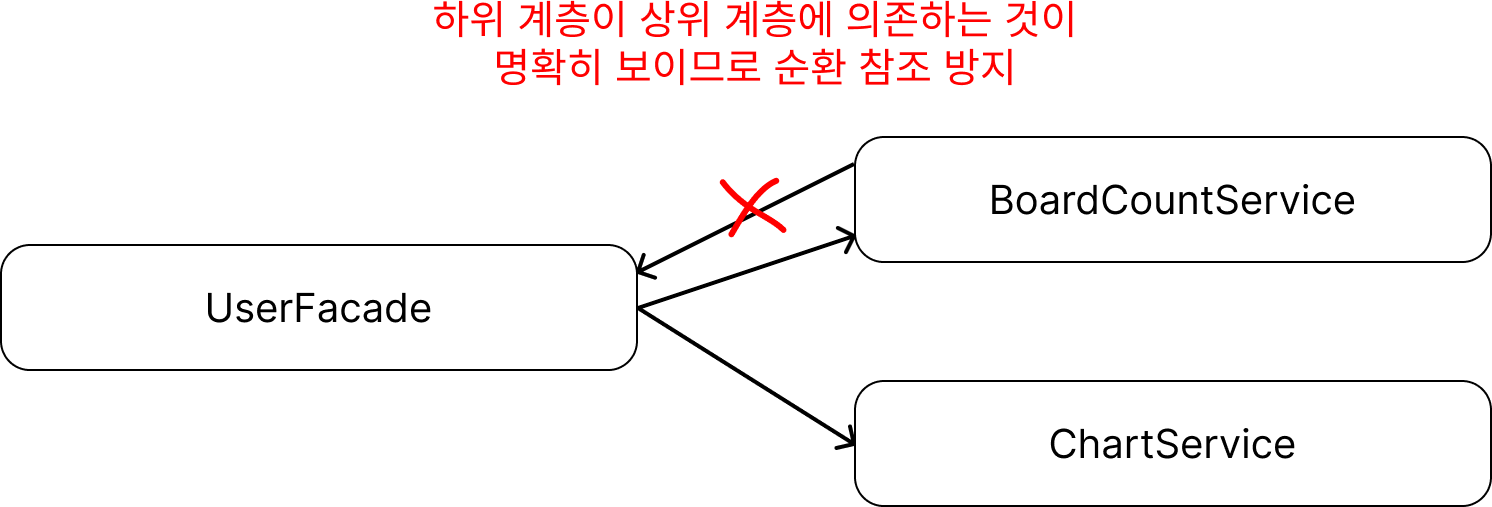 하위 계층이 상위 계층에 의존하는 것이
명확히 보이므로 순환 참조 방지
BoardCountService
UserFacade
ChartService